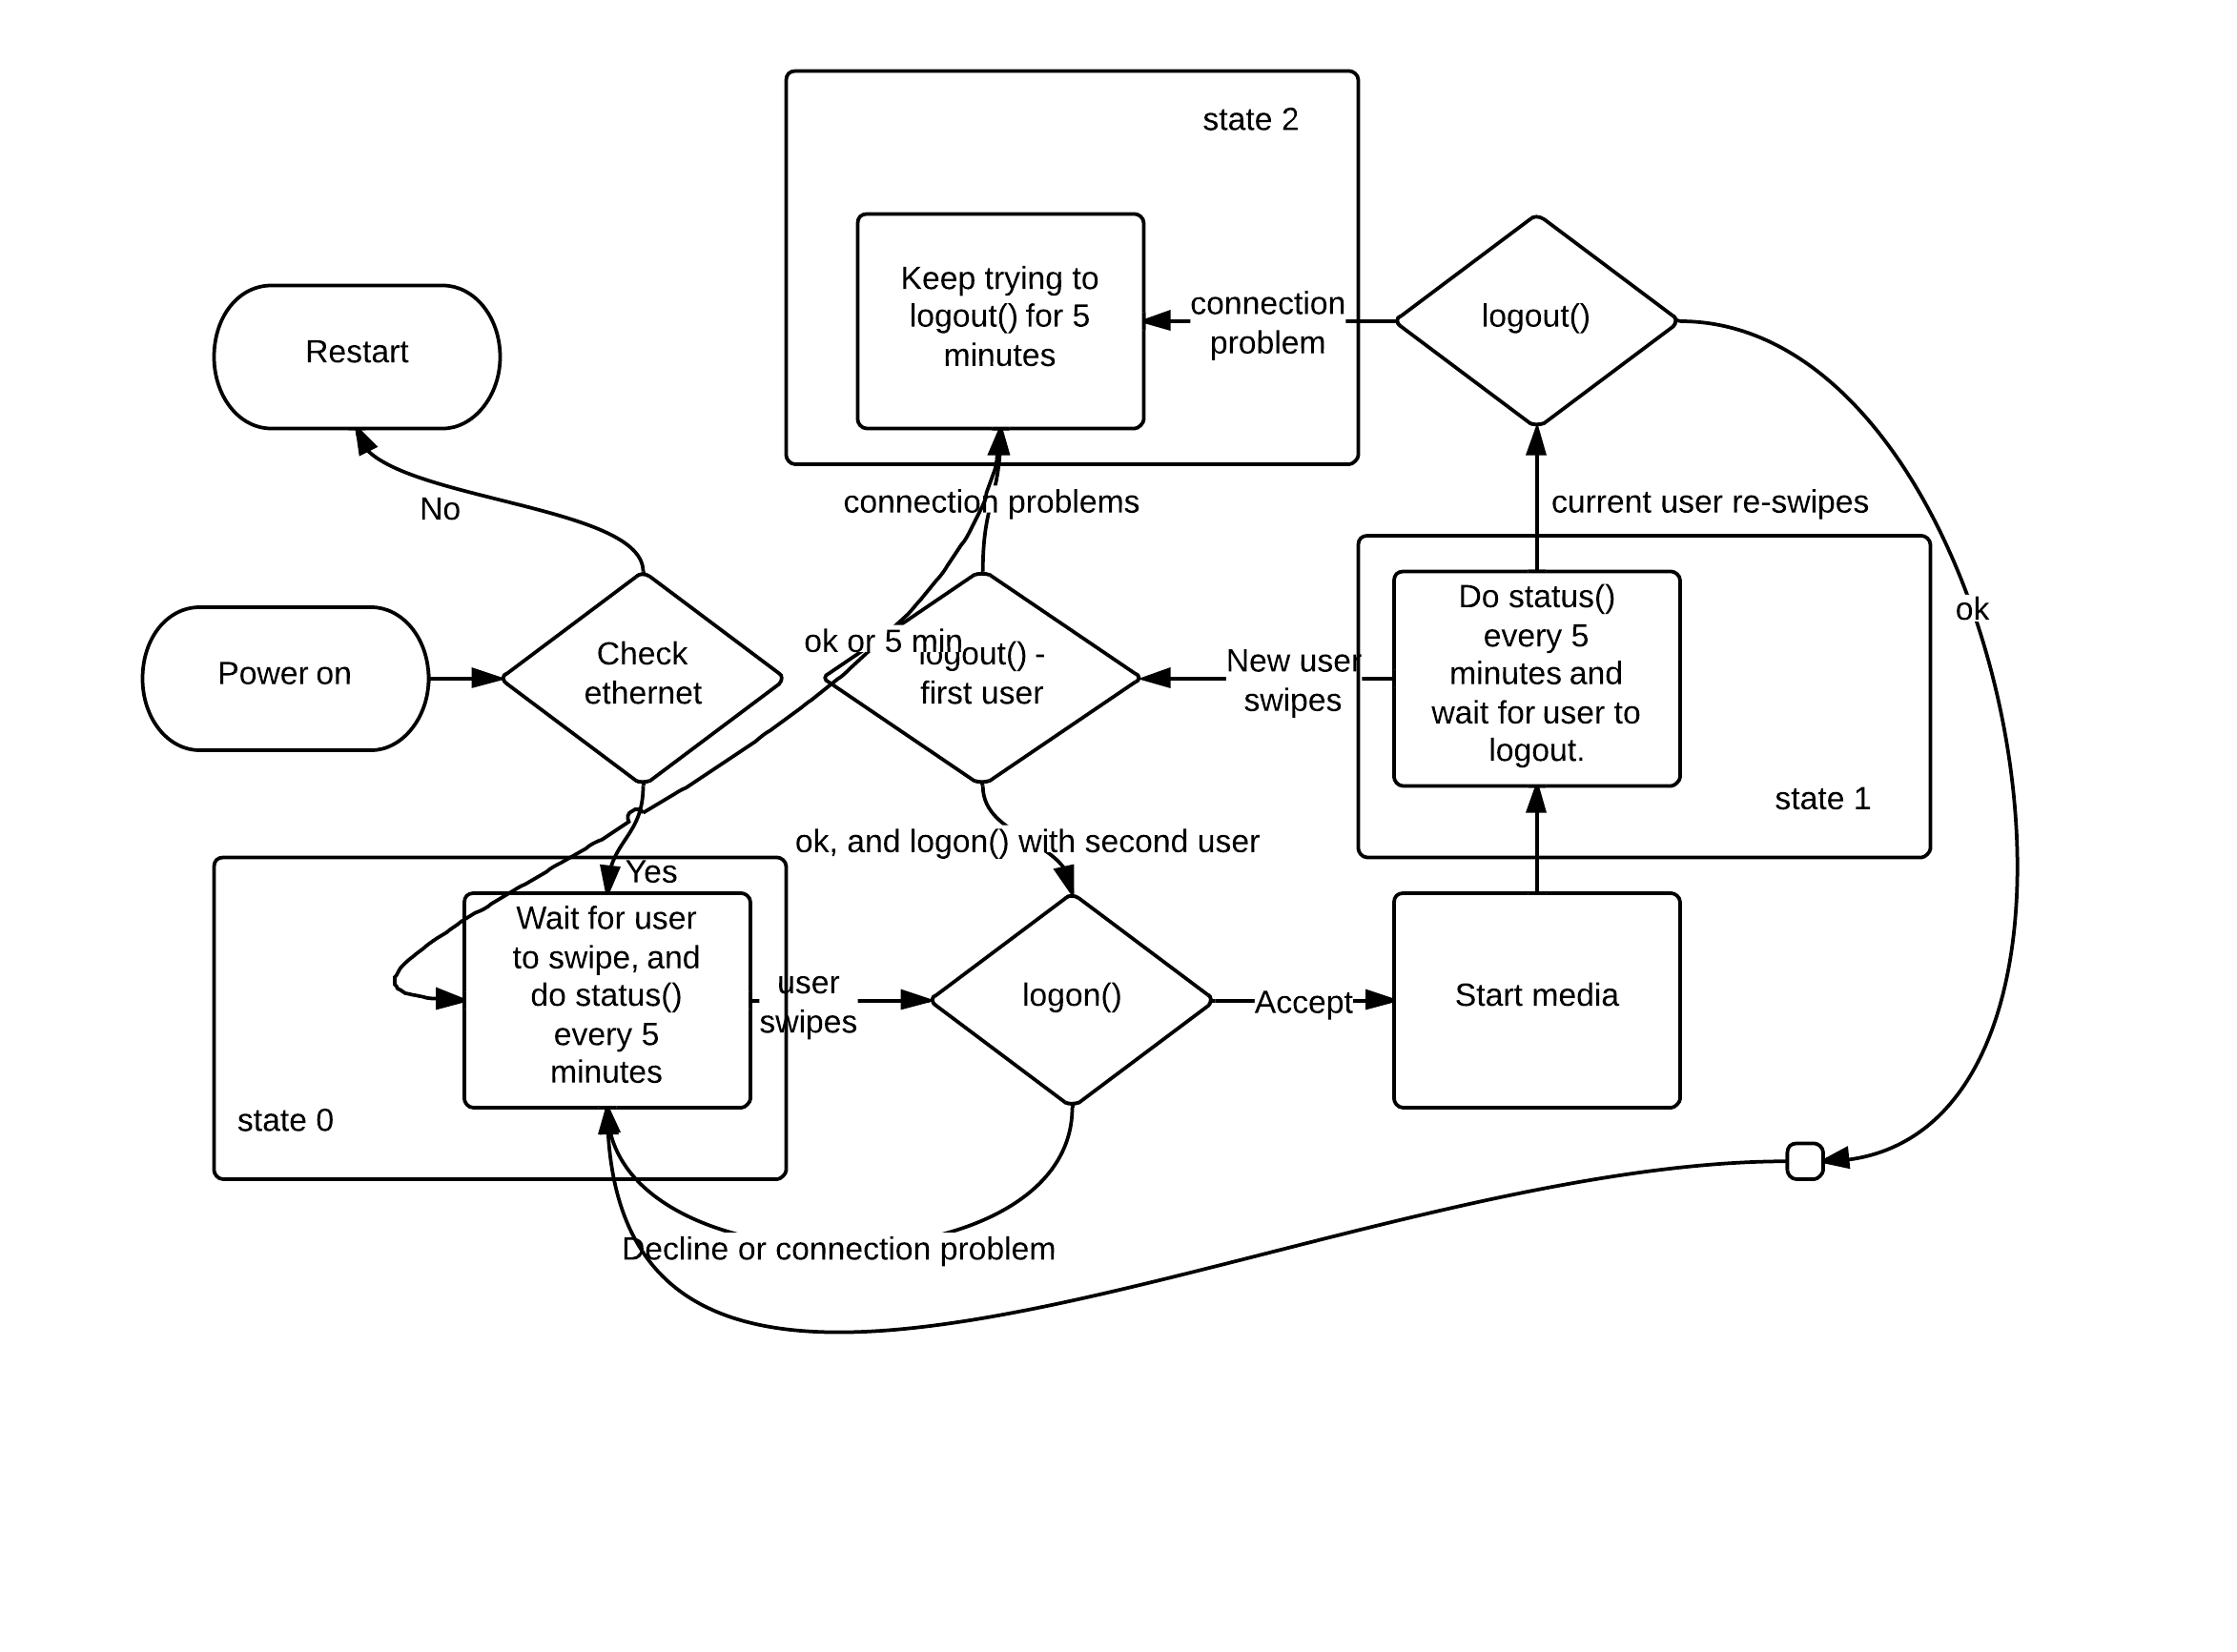 state 2
Keep trying to
logout() for 5
minutes
connection
problem
logout()
Restart
No
connection problems
current user re-swipes
ok
Power on
Check
ethernet
ok or 5 min
logout() -
first user
New user
swipes
Do status()
every 5
minutes and
wait for user to
logout.
state 1
ok, and logon() with second user
Yes
Wait for user
to swipe, and
do status()
every 5
minutes
state 0
user
swipes
logon()
Accept
Start media
Decline or connection problem